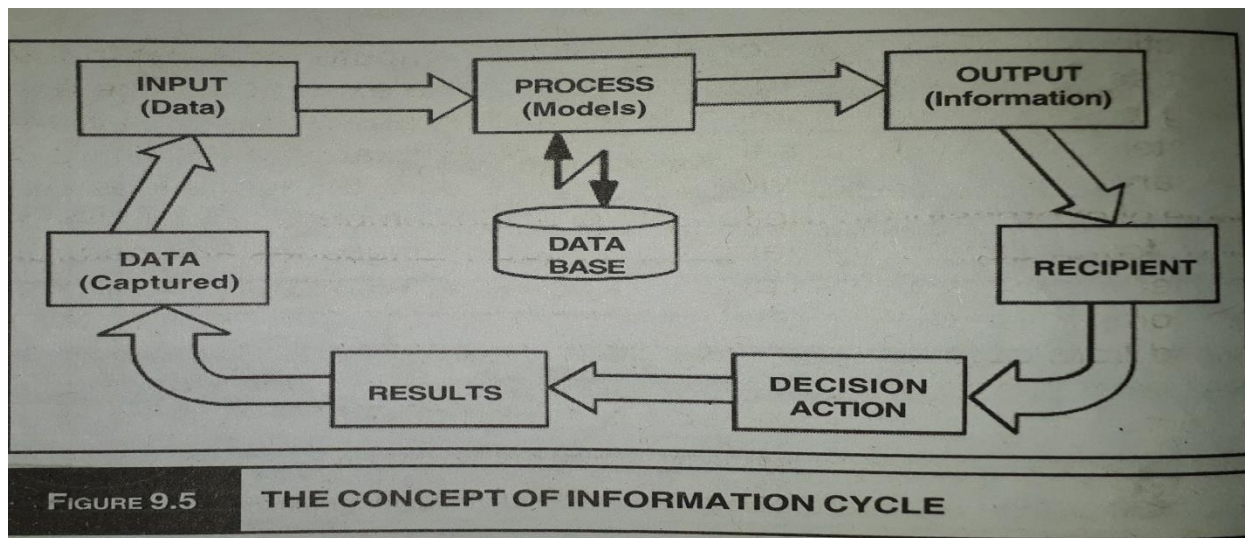 INPUT
(Data)
PROCESS
(Models)
OUTPUT
(Information)
DATA
BASE
DATA
(Captured)
RECIPIENT
RESULTS
DECISION
ACTION
FIGURE 9.5
THE CONCEPT OF INFORMATION CYCLE